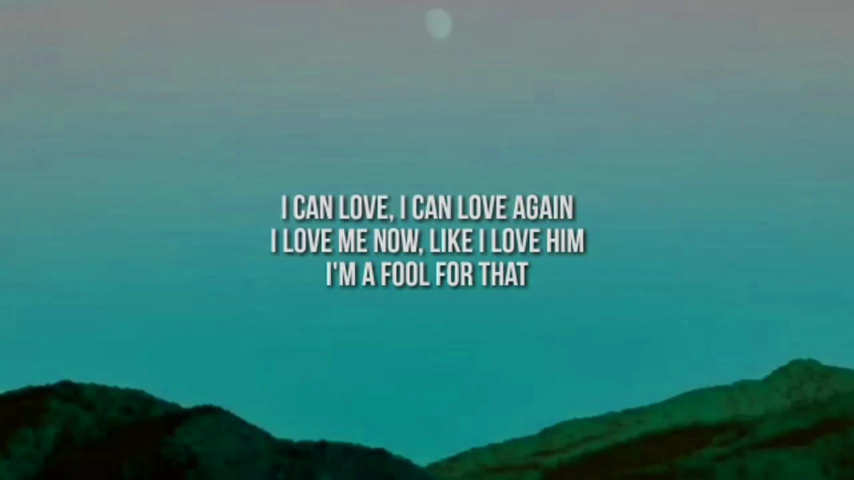 I CAN LOVE, I CAN LOVE AGAIN
I LOVE ME NOW, LIKE I LOVE HIM
I'M A FOOL FOR THAT